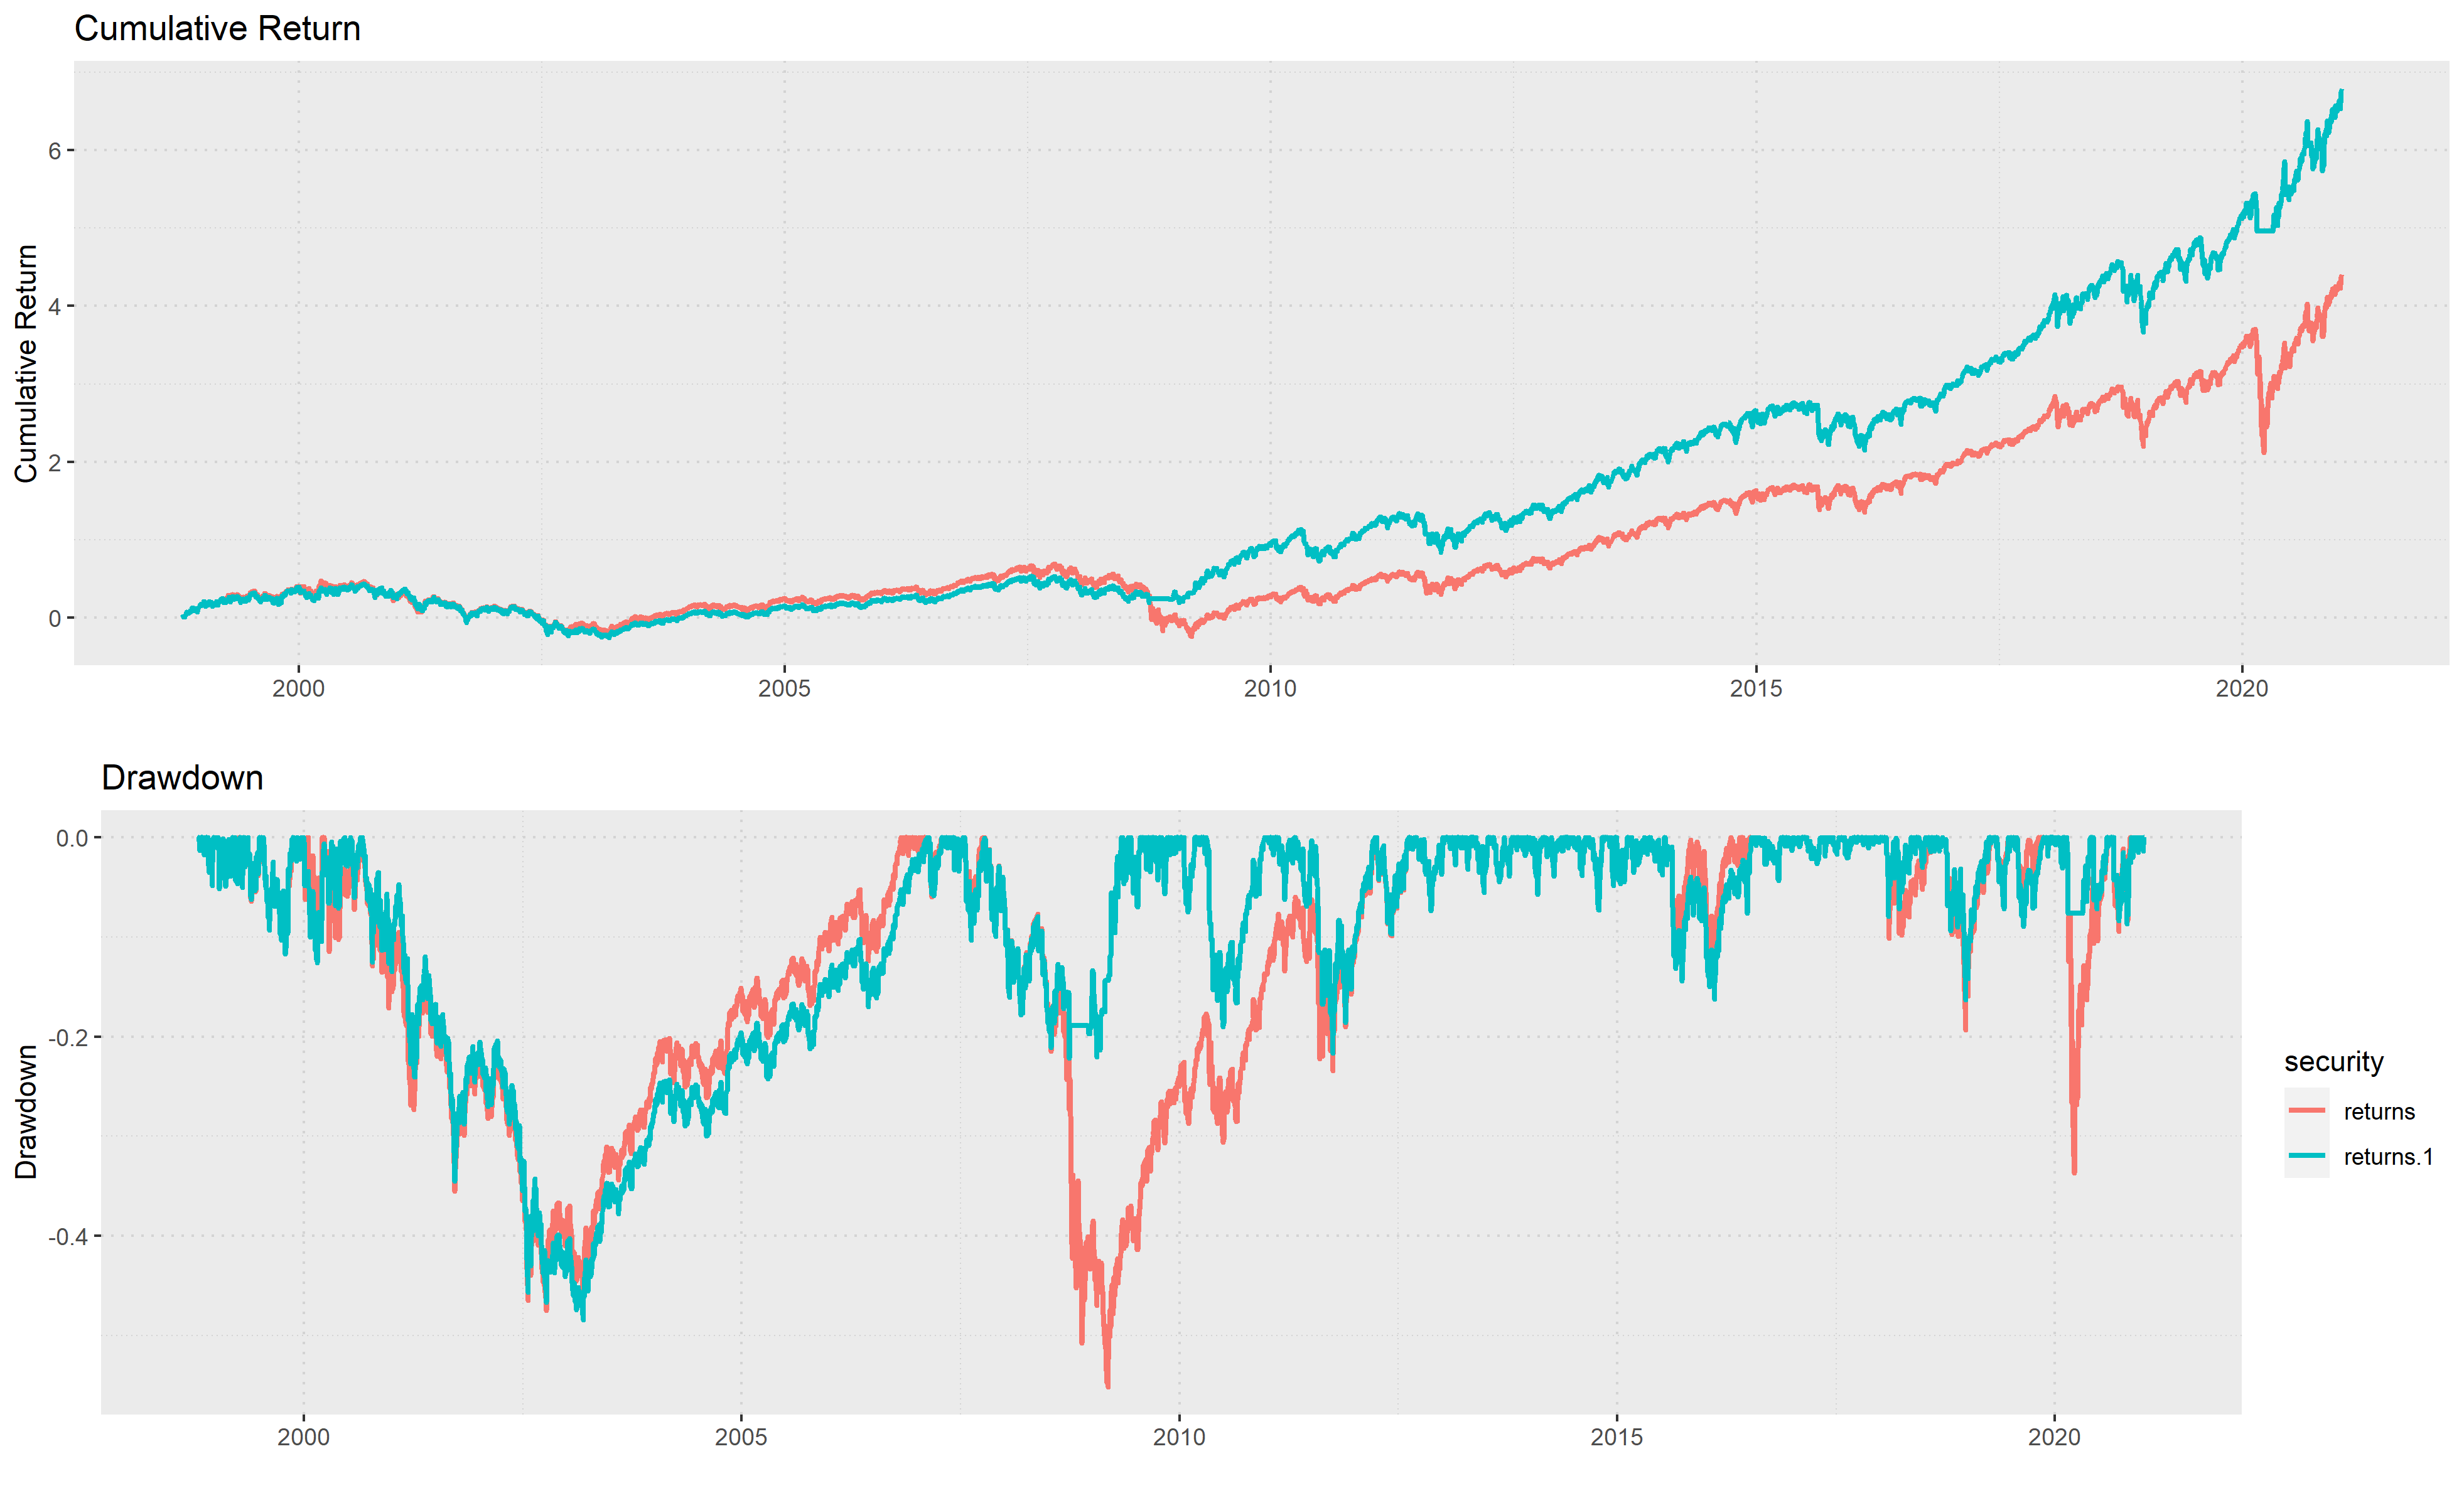 Cumulative Return
Cumulative Return
6
4
2
0
2000 2005 2010 2015 2020
Drawdown
Drawdown
0.0
-0.2
-0.4
2000 2005 2010 2015 2020
security
returns
returns.1